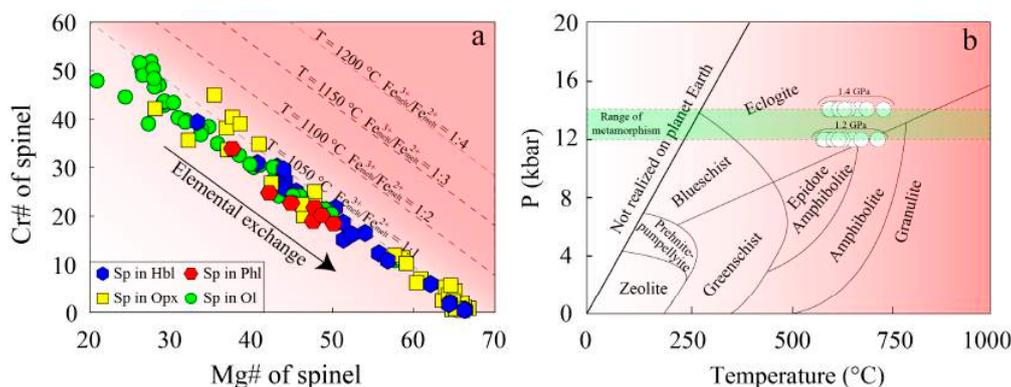 a
60
50
40
30
20
10
0
Cr# of spinel
T = 1200 °C Fe³⁺melt/Fe²⁺melt = 1:4
T = 1150 °C Fe³⁺melt/Fe²⁺melt = 1:3
T = 1100 °C Fe³⁺melt/Fe²⁺melt = 1:2
T = 1050 °C Fe³⁺melt/Fe²⁺melt = 1:1
Elemental exchange
Sp in Hbl
Sp in Phl
Sp in Opx
Sp in Ol
20
30
40
50
60
70
Mg# of spinel
b
20
16
12
8
4
0
P (kbar)
Not realized on planet Earth
Eclogite
1.4 GPa
Range of
metamorphism
1.2 GPa
Blueschist
Epidote
Amphibolite
Amphibolite
Granulite
Prehnite-
pumpellyite
Greenschist
Zeolite
0
250
500
750
1000
Temperature (°C)